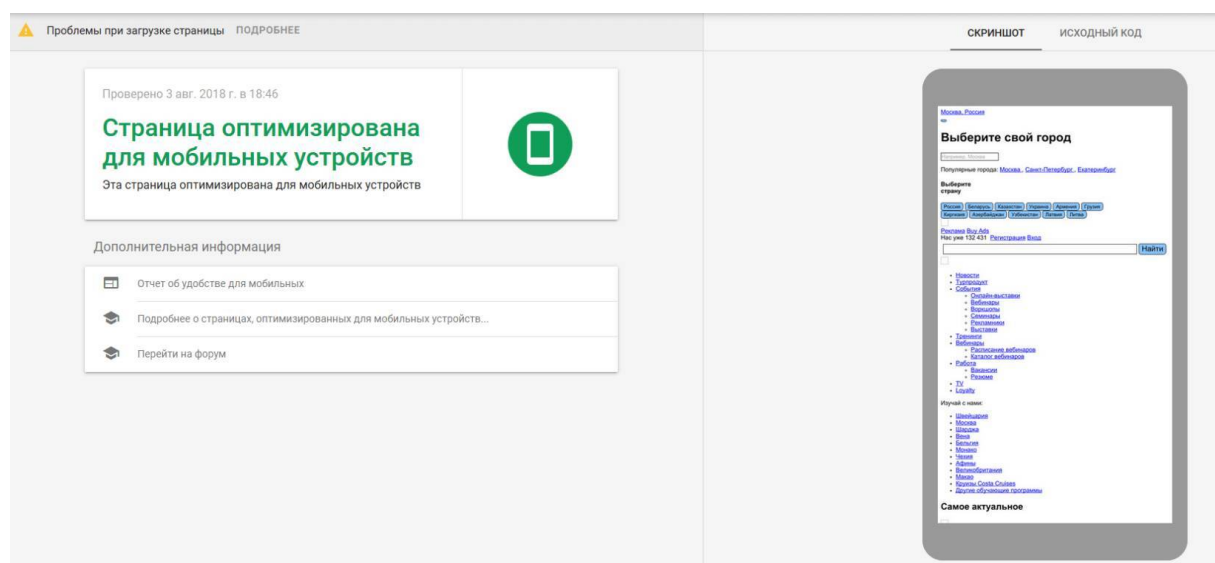 Проблемы при загрузке страницы ПОДРОБНЕЕ
СКРИНШОТ ИСХОДНЫЙ КОД
Проверено 3 авг. 2018 г. в 18:46
Страница оптимизирована
для мобильных устройств
Эта страница оптимизирована для мобильных устройств
Дополнительная информация
Отчет об удобстве для мобильных
Подробнее о страницах, оптимизированных для мобильных устройств...
Перейти на форум
Москва, Россия
Выберите свой город
Например, Москва
Популярные города: Москва, Санкт-Петербург, Екатеринбург
Выберите
страну
Россия Беларусь Казахстан Украина Армения Грузия
Киргизия Азербайджан Узбекистан Латвия Литва
Реклама Buy Ads
Нас уже 132 431 Регистрация Вход
Найти
Новости
Турпродукт
События
Онлайн-выставки
Вебинары
Воркшопы
Семинары
Рекламники
Выставки
Тренинги
Вебинары
Расписание вебинаров
Каталог вебинаров
Работа
Вакансии
Резюме
TV
Loyalty
Изучай с нами:
Швейцария
Москва
Шарджа
Вена
Бельгия
Монако
Чехия
Афины
Великобритания
Макао
Круизы Costa Cruises
Другие обучающие программы
Самое актуальное